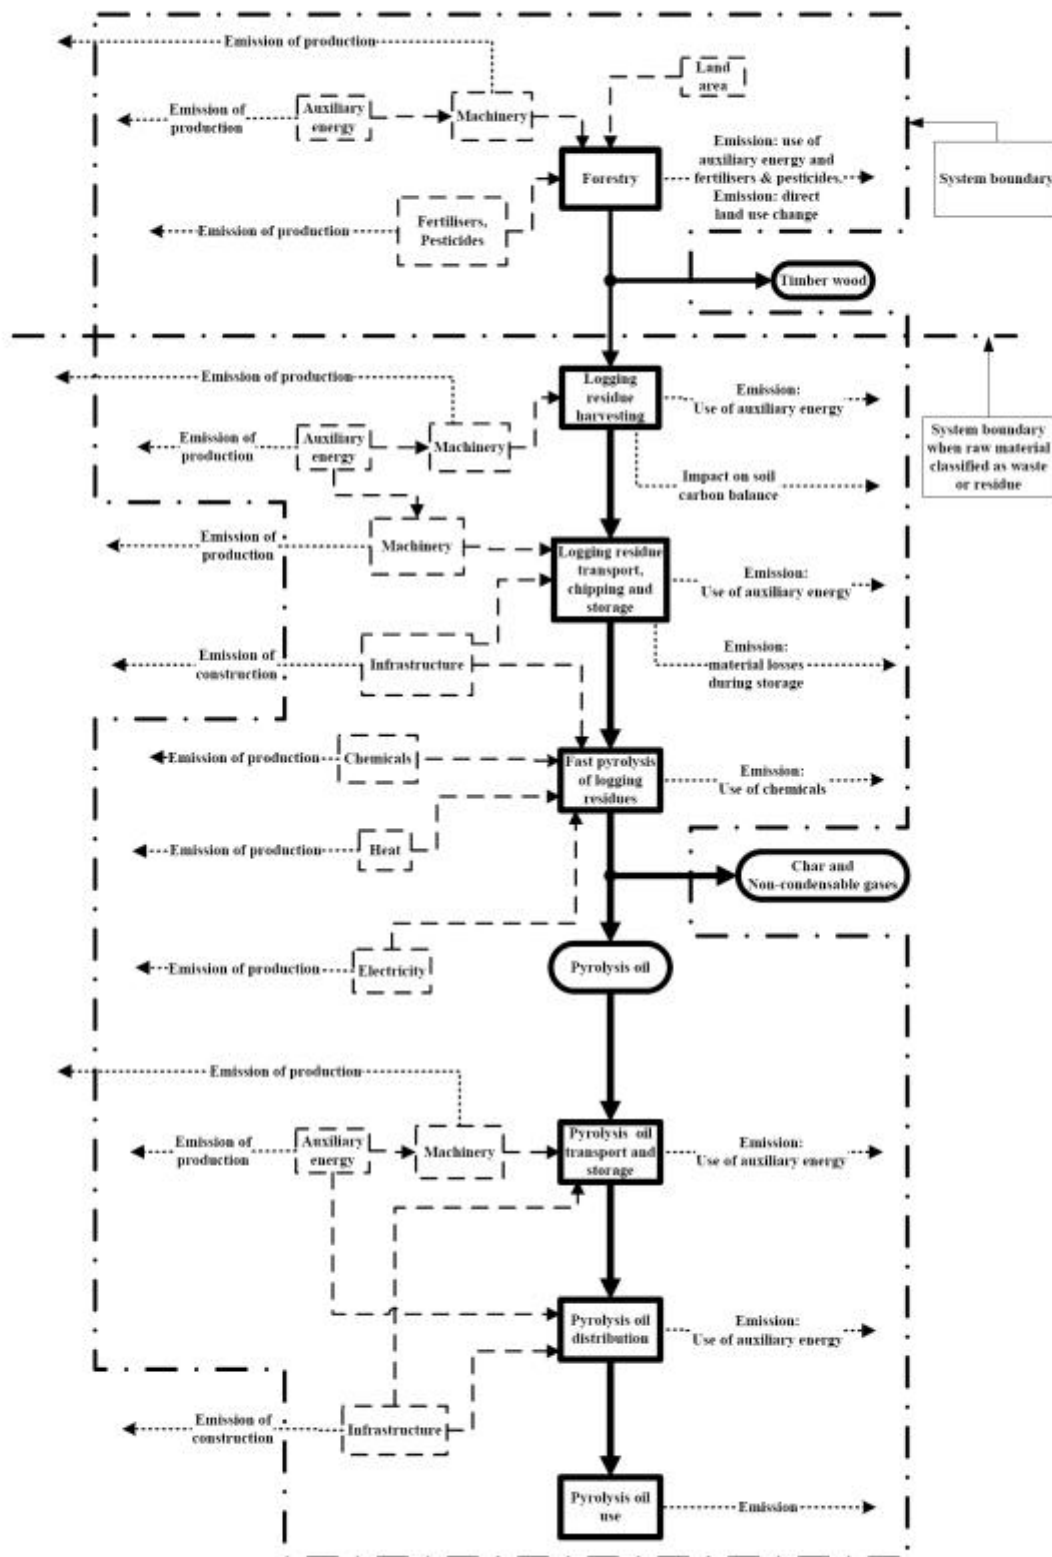 Emission of production
Land
area
Emission of
production
Auxiliary
energy
Machinery
Emission: use of
auxiliary energy and
fertilisers & pesticides.
Emission: direct
land use change
System boundary
Forestry
Emission of production
Fertilisers,
Pesticides
Timber wood
Emission of production
Logging
residue
harvesting
Emission:
Use of auxiliary energy
Emission of
production
Auxiliary
energy
Machinery
System boundary
when raw material
classified as waste
or residue
Impact on soil
carbon balance
Emission of
production
Machinery
Logging residue
transport,
chipping and
storage
Emission:
Use of auxiliary energy
Emission of
construction
Infrastructure
Emission:
material losses
during storage
Emission of production
Chemicals
Fast pyrolysis
of logging
residues
Emission:
Use of chemicals
Emission of production
Heat
Char and
Non-condensable gases
Emission of production
Electricity
Pyrolysis oil
Emission of production
Emission of
production
Auxiliary
energy
Machinery
Pyrolysis oil
transport and
storage
Emission:
Use of auxiliary energy
Pyrolysis oil
distribution
Emission:
Use of auxiliary energy
Emission of
construction
Infrastructure
Pyrolysis oil
use
Emission